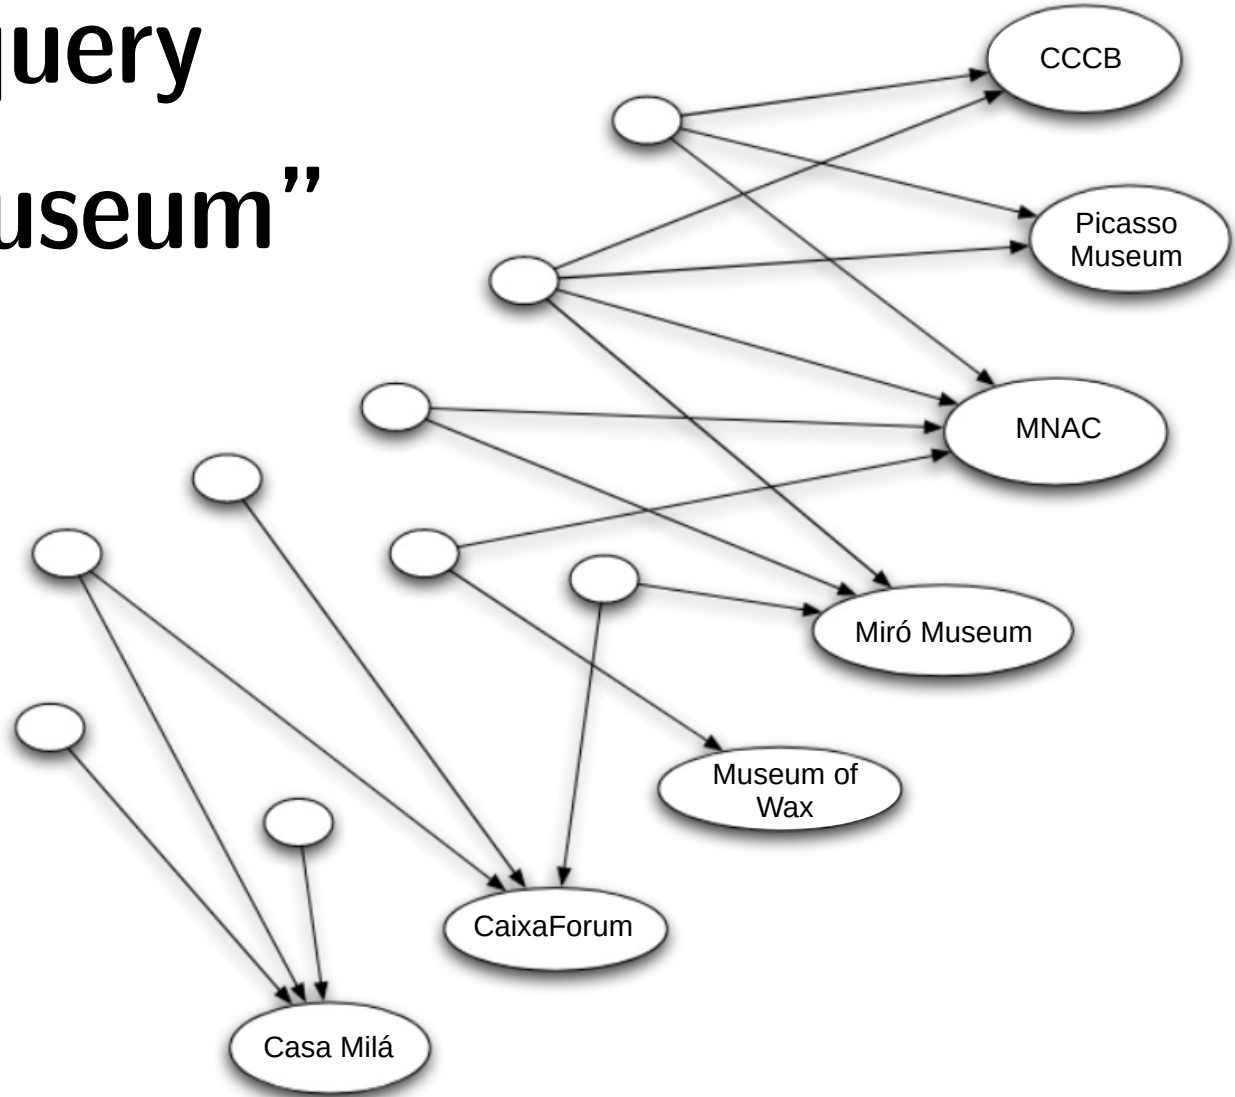 query
useum”
CCCB
Picasso
Museum
MNAC
Miró Museum
Museum of
Wax
CaixaForum
Casa Milá